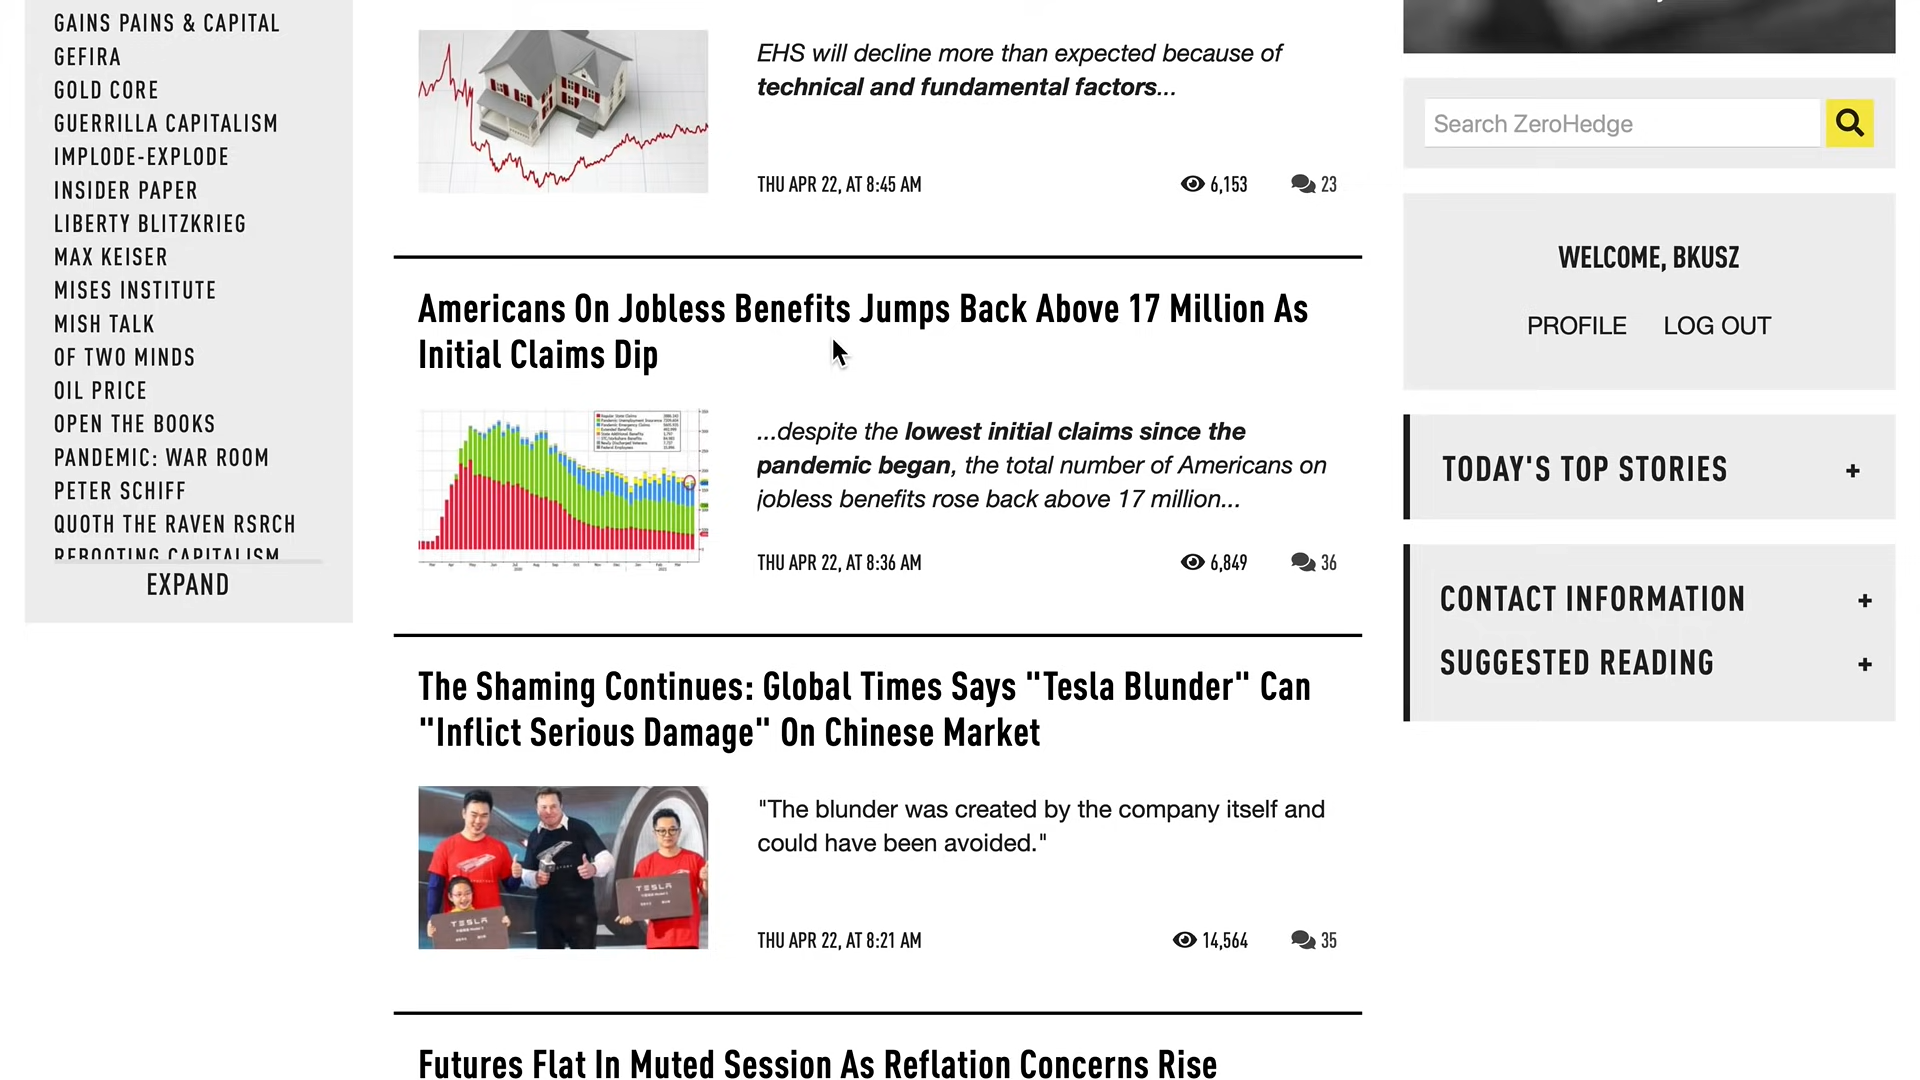 GAINS PAINS & CAPITAL
GEFIRA
GOLD CORE
GUERRILLA CAPITALISM
IMPLODE-EXPLODE
INSIDER PAPER
LIBERTY BLITZKRIEG
MAX KEISER
MISES INSTITUTE
MISH TALK
OF TWO MINDS
OIL PRICE
OPEN THE BOOKS
PANDEMIC: WAR ROOM
PETER SCHIFF
QUOTH THE RAVEN RSRCH
REBOOTING CAPITALISM
EXPAND
EHS will decline more than expected because of
technical and fundamental factors...
THU APR 22, AT 8:45 AM
6,153
23
Americans On Jobless Benefits Jumps Back Above 17 Million As
Initial Claims Dip
...despite the lowest initial claims since the
pandemic began, the total number of Americans on
jobless benefits rose back above 17 million...
THU APR 22, AT 8:36 AM
6,849
36
The Shaming Continues: Global Times Says "Tesla Blunder" Can
"Inflict Serious Damage" On Chinese Market
TESLA
TESLA
"The blunder was created by the company itself and
could have been avoided."
THU APR 22, AT 8:21 AM
14,564
35
Futures Flat In Muted Session As Reflation Concerns Rise
Search ZeroHedge
WELCOME, BKUSZ
PROFILE
LOG OUT
TODAY'S TOP STORIES
+
CONTACT INFORMATION
+
SUGGESTED READING
+